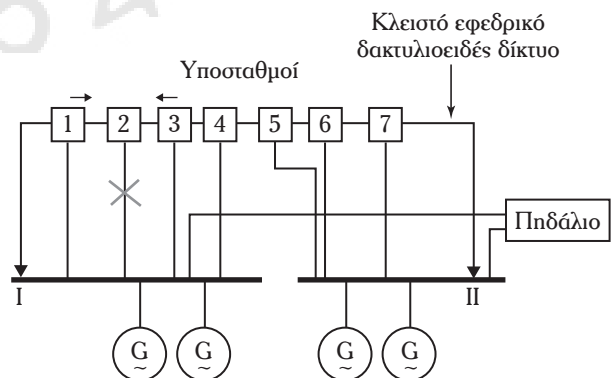 Κλειστό εφεδρικό
δακτυλιοειδές δίκτυο
Υποσταθμοί
1 2 3 4 5 6 7
Πηδάλιο
I II
G G G G
~ ~ ~ ~